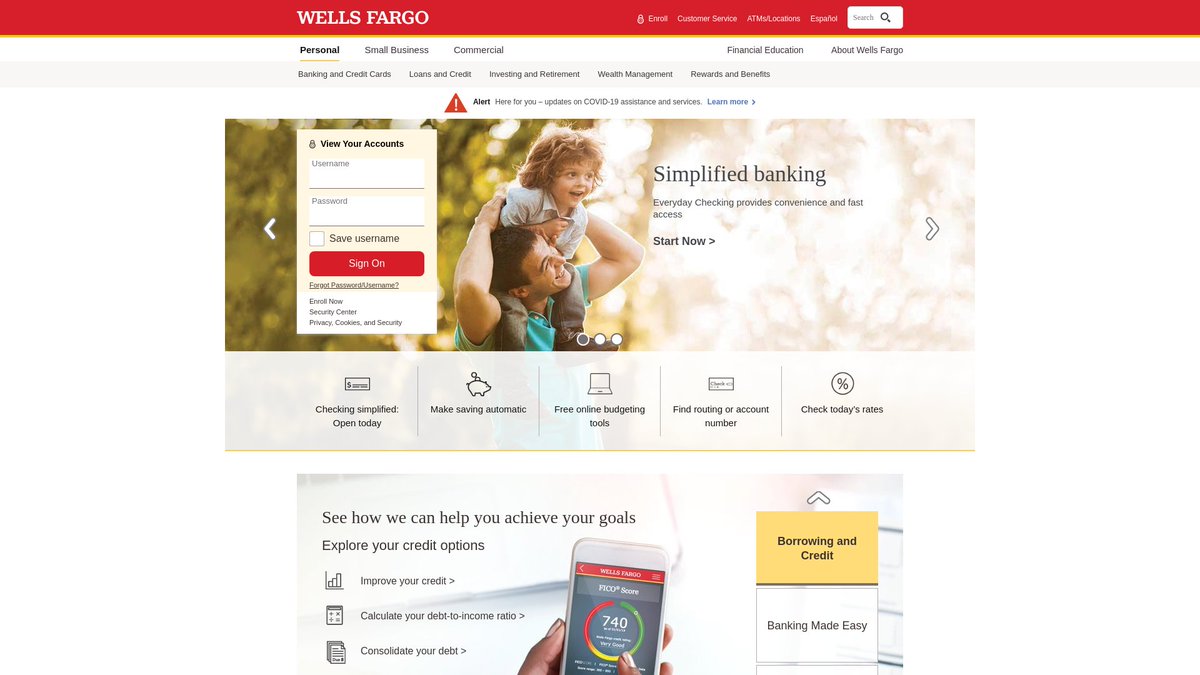 WELLS FARGO
Enroll
Customer Service
ATMs/Locations
Español
Search
Personal
Small Business
Commercial
Financial Education
About Wells Fargo
Banking and Credit Cards
Loans and Credit
Investing and Retirement
Wealth Management
Rewards and Benefits
Alert Here for you – updates on COVID-19 assistance and services. Learn more
View Your Accounts
Username
Password
Save username
Sign On
Forgot Password/Username?
Enroll Now
Security Center
Privacy, Cookies, and Security
Simplified banking
Everyday Checking provides convenience and fast
access
Start Now >
Checking simplified:
Open today
Make saving automatic
Free online budgeting
tools
Check
Find routing or account
number
%
Check today's rates
See how we can help you achieve your goals
Explore your credit options
Improve your credit >
Calculate your debt-to-income ratio >
Consolidate your debt >
WELLS FARGO
FICO® Score
740
Very Good
Borrowing and
Credit
Banking Made Easy